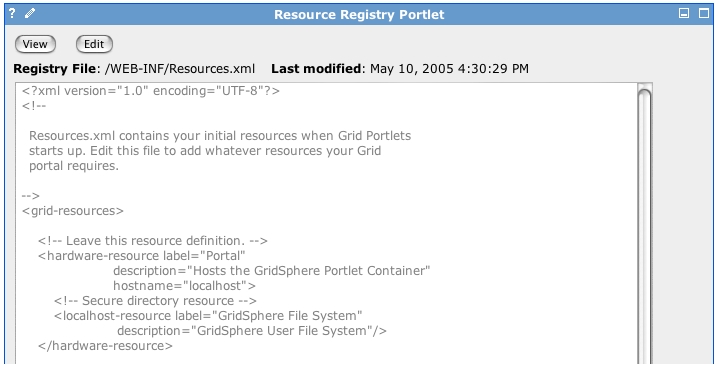 ? Resource Registry Portlet
View Edit
Registry File: /WEB-INF/Resources.xml Last modified: May 10, 2005 4:30:29 PM
<?xml version="1.0" encoding="UTF-8"?>
<!--
Resources.xml contains your initial resources when Grid Portlets
starts up. Edit this file to add whatever resources your Grid
portal requires.
-->
<grid-resources>
<!-- Leave this resource definition. -->
<hardware-resource label="Portal"
description="Hosts the GridSphere Portlet Container"
hostname="localhost">
<!-- Secure directory resource -->
<localhost-resource label="GridSphere File System"
description="GridSphere User File System"/>
</hardware-resource>